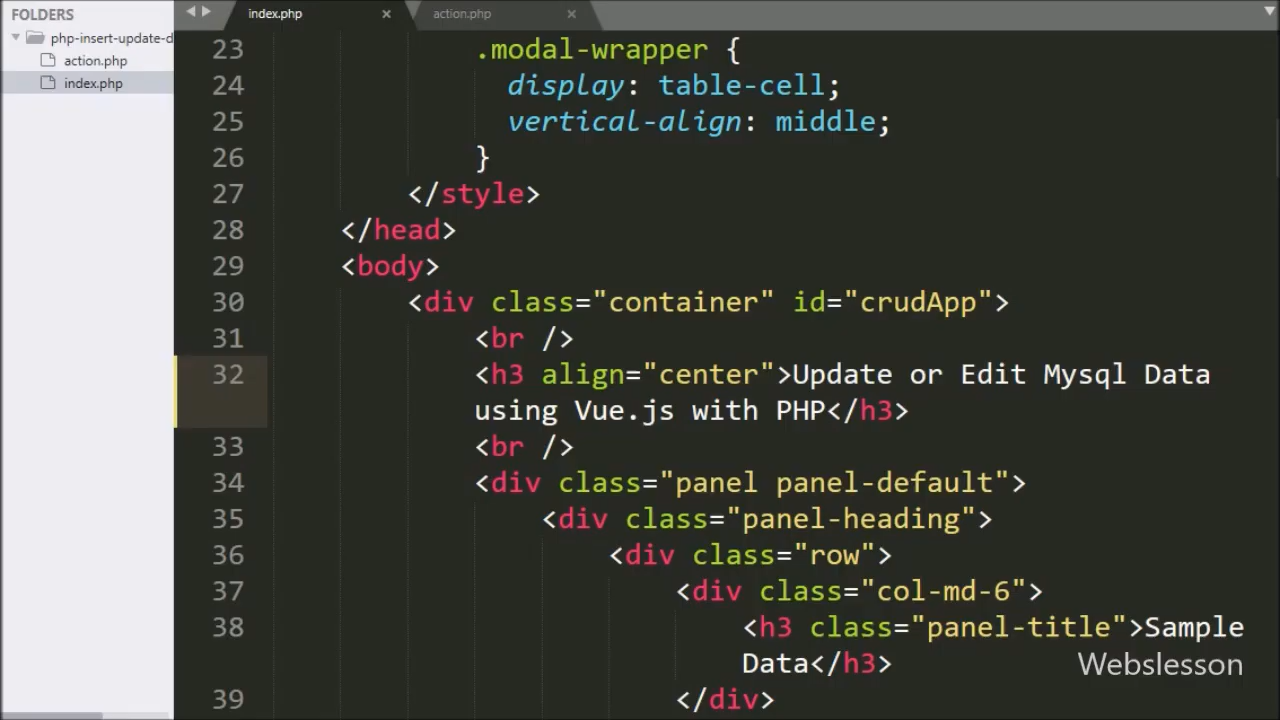 FOLDERS
php-insert-update-d
action.php
index.php
index.php × action.php ×
23 .modal-wrapper {
24 display: table-cell;
25 vertical-align: middle;
26 }
27 </style>
28 </head>
29 <body>
30 <div class="container" id="crudApp">
31 <br />
32 <h3 align="center">Update or Edit Mysql Data
using Vue.js with PHP</h3>
33 <br />
34 <div class="panel panel-default">
35 <div class="panel-heading">
36 <div class="row">
37 <div class="col-md-6">
38 <h3 class="panel-title">Sample
Data</h3>
Webslesson
39 </div>